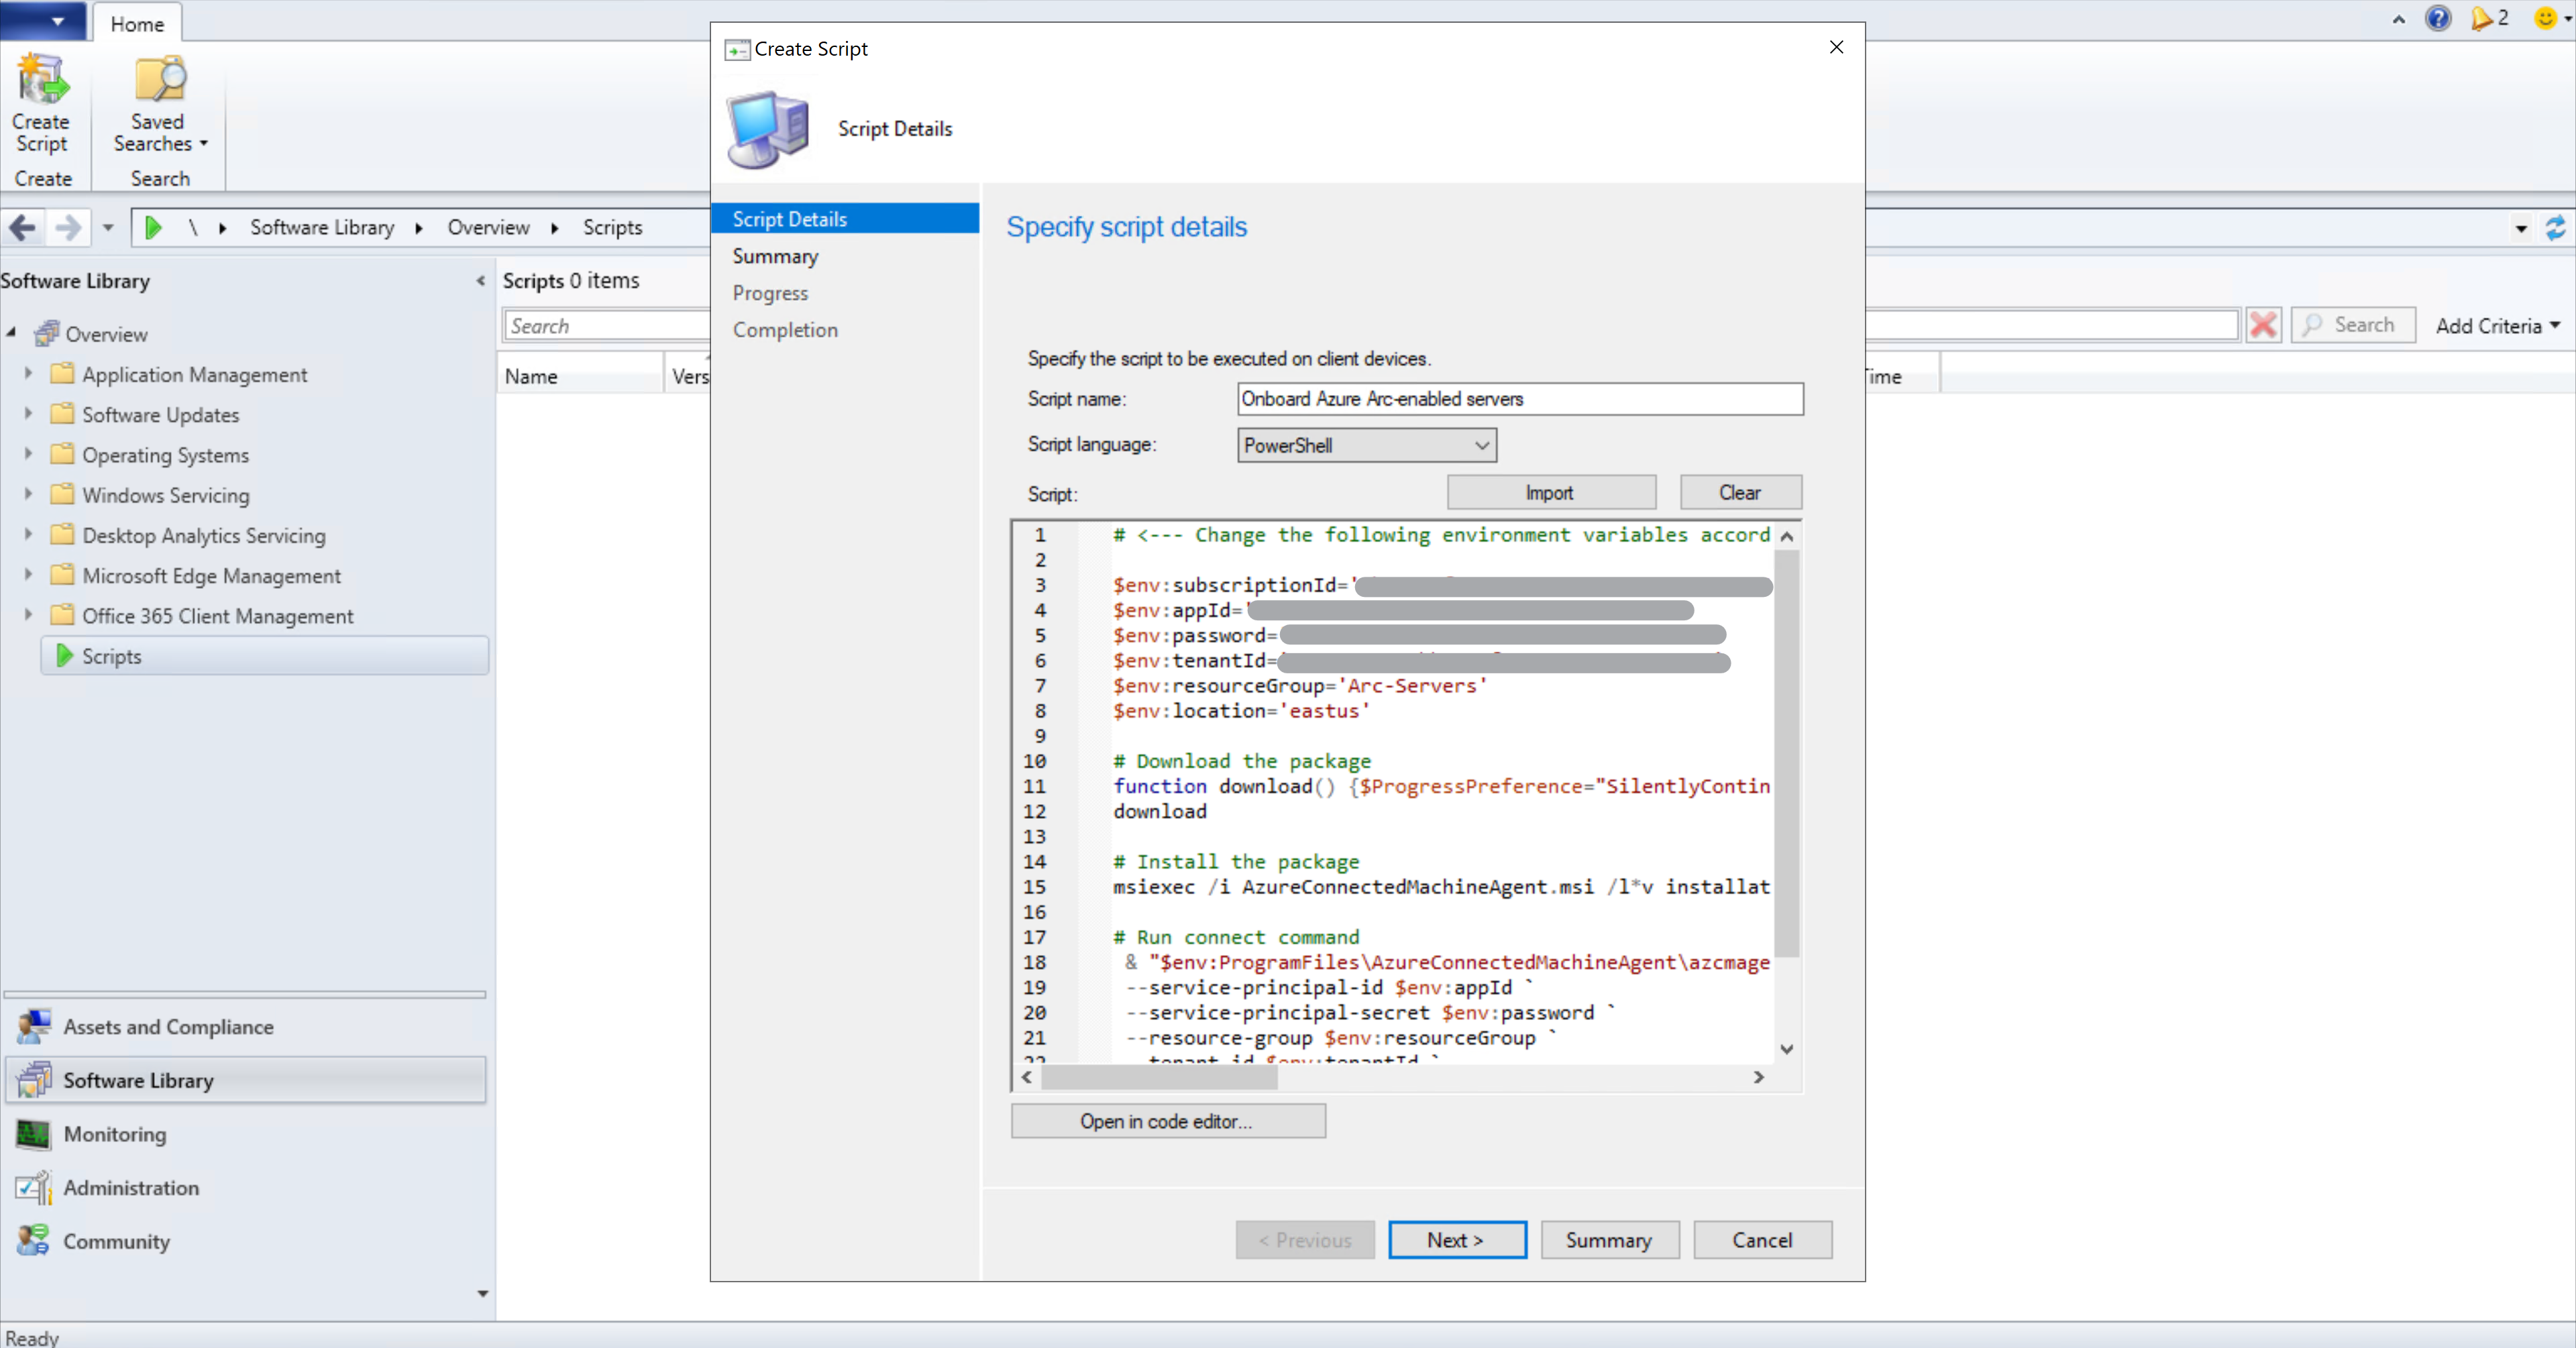 Home
2
Create Script
Saved Searches
Create
Search
\ Software Library Overview Scripts
Software Library
Overview
Application Management
Software Updates
Operating Systems
Windows Servicing
Desktop Analytics Servicing
Microsoft Edge Management
Office 365 Client Management
Scripts
Assets and Compliance
Software Library
Monitoring
Administration
Community
Ready
Scripts 0 items
Search
Search
Add Criteria
Name
Vers
Time
Create Script
Script Details
Script Details
Summary
Progress
Completion
Specify script details
Specify the script to be executed on client devices.
Script name: Onboard Azure Arc-enabled servers
Script language: PowerShell
Script: Import Clear
1 # <--- Change the following environment variables accord
2
3 $env:subscriptionId='
4 $env:appId='
5 $env:password=
6 $env:tenantId=
7 $env:resourceGroup='Arc-Servers'
8 $env:location='eastus'
9
10 # Download the package
11 function download() {$ProgressPreference="SilentlyContin
12 download
13
14 # Install the package
15 msiexec /i AzureConnectedMachineAgent.msi /l*v installat
16
17 # Run connect command
18 & "$env:ProgramFiles\AzureConnectedMachineAgent\azcmage
19 --service-principal-id $env:appId `
20 --service-principal-secret $env:password `
21 --resource-group $env:resourceGroup `
22 --tenant-id $env:tenantId `
Open in code editor...
< Previous Next > Summary Cancel